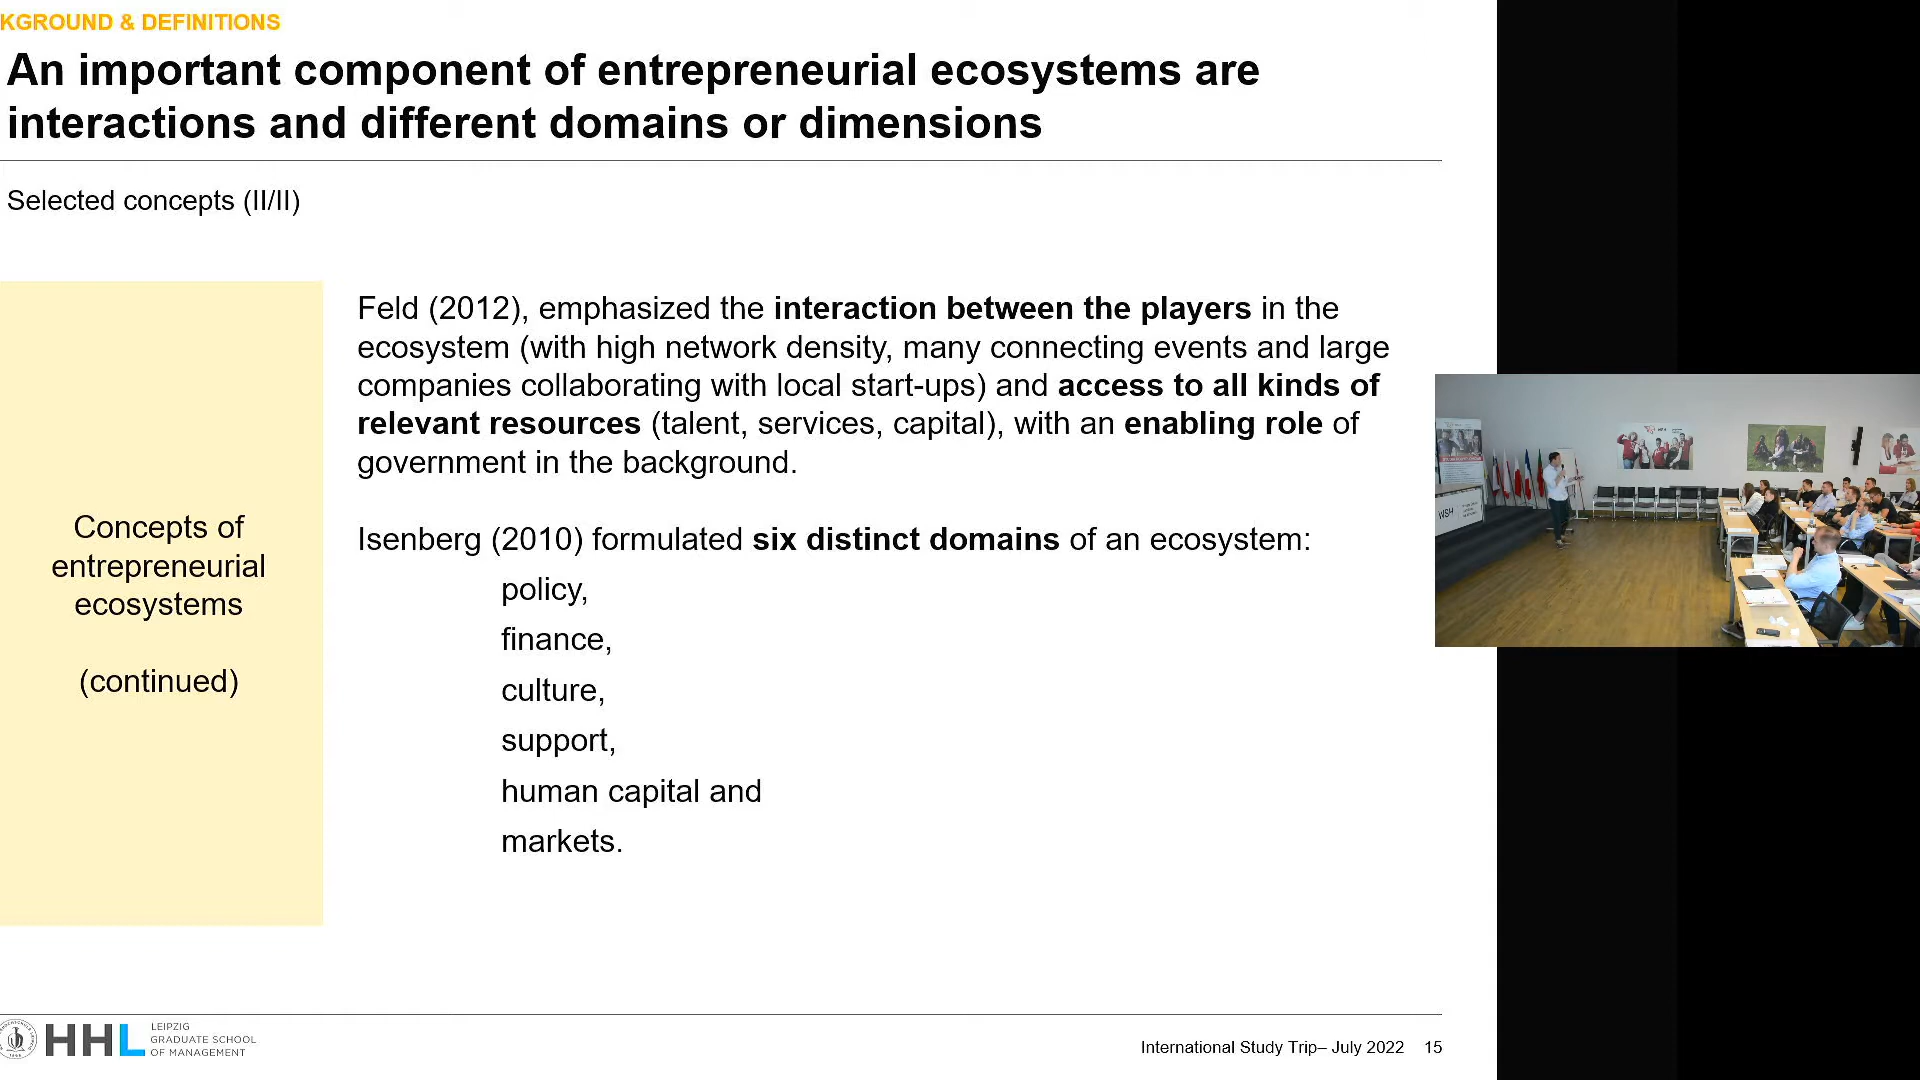 KGROUND & DEFINITIONS
An important component of entrepreneurial ecosystems are
interactions and different domains or dimensions
Selected concepts (II/II)
Concepts of
entrepreneurial
ecosystems
(continued)
Feld (2012), emphasized the interaction between the players in the
ecosystem (with high network density, many connecting events and large
companies collaborating with local start-ups) and access to all kinds of
relevant resources (talent, services, capital), with an enabling role of
government in the background.
Isenberg (2010) formulated six distinct domains of an ecosystem:
policy,
finance,
culture,
support,
human capital and
markets.
WSH
HHL
LEIPZIG
GRADUATE SCHOOL
OF MANAGEMENT
International Study Trip– July 2022 15